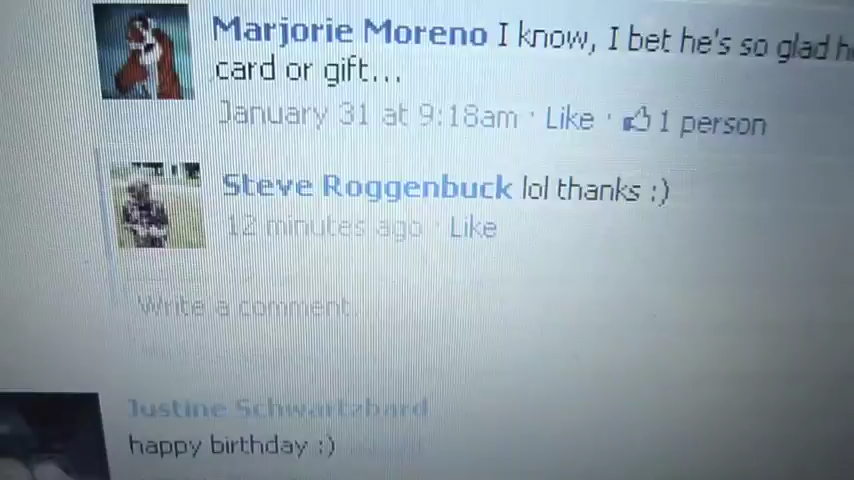 Marjorie Moreno I know, I bet he's so glad
card or gift...
January 31 at 9:18am · Like · 1 person
Steve Roggenbuck lol thanks :)
12 minutes ago · Like
Write a comment.
Justine Schwartzbard
happy birthday :)